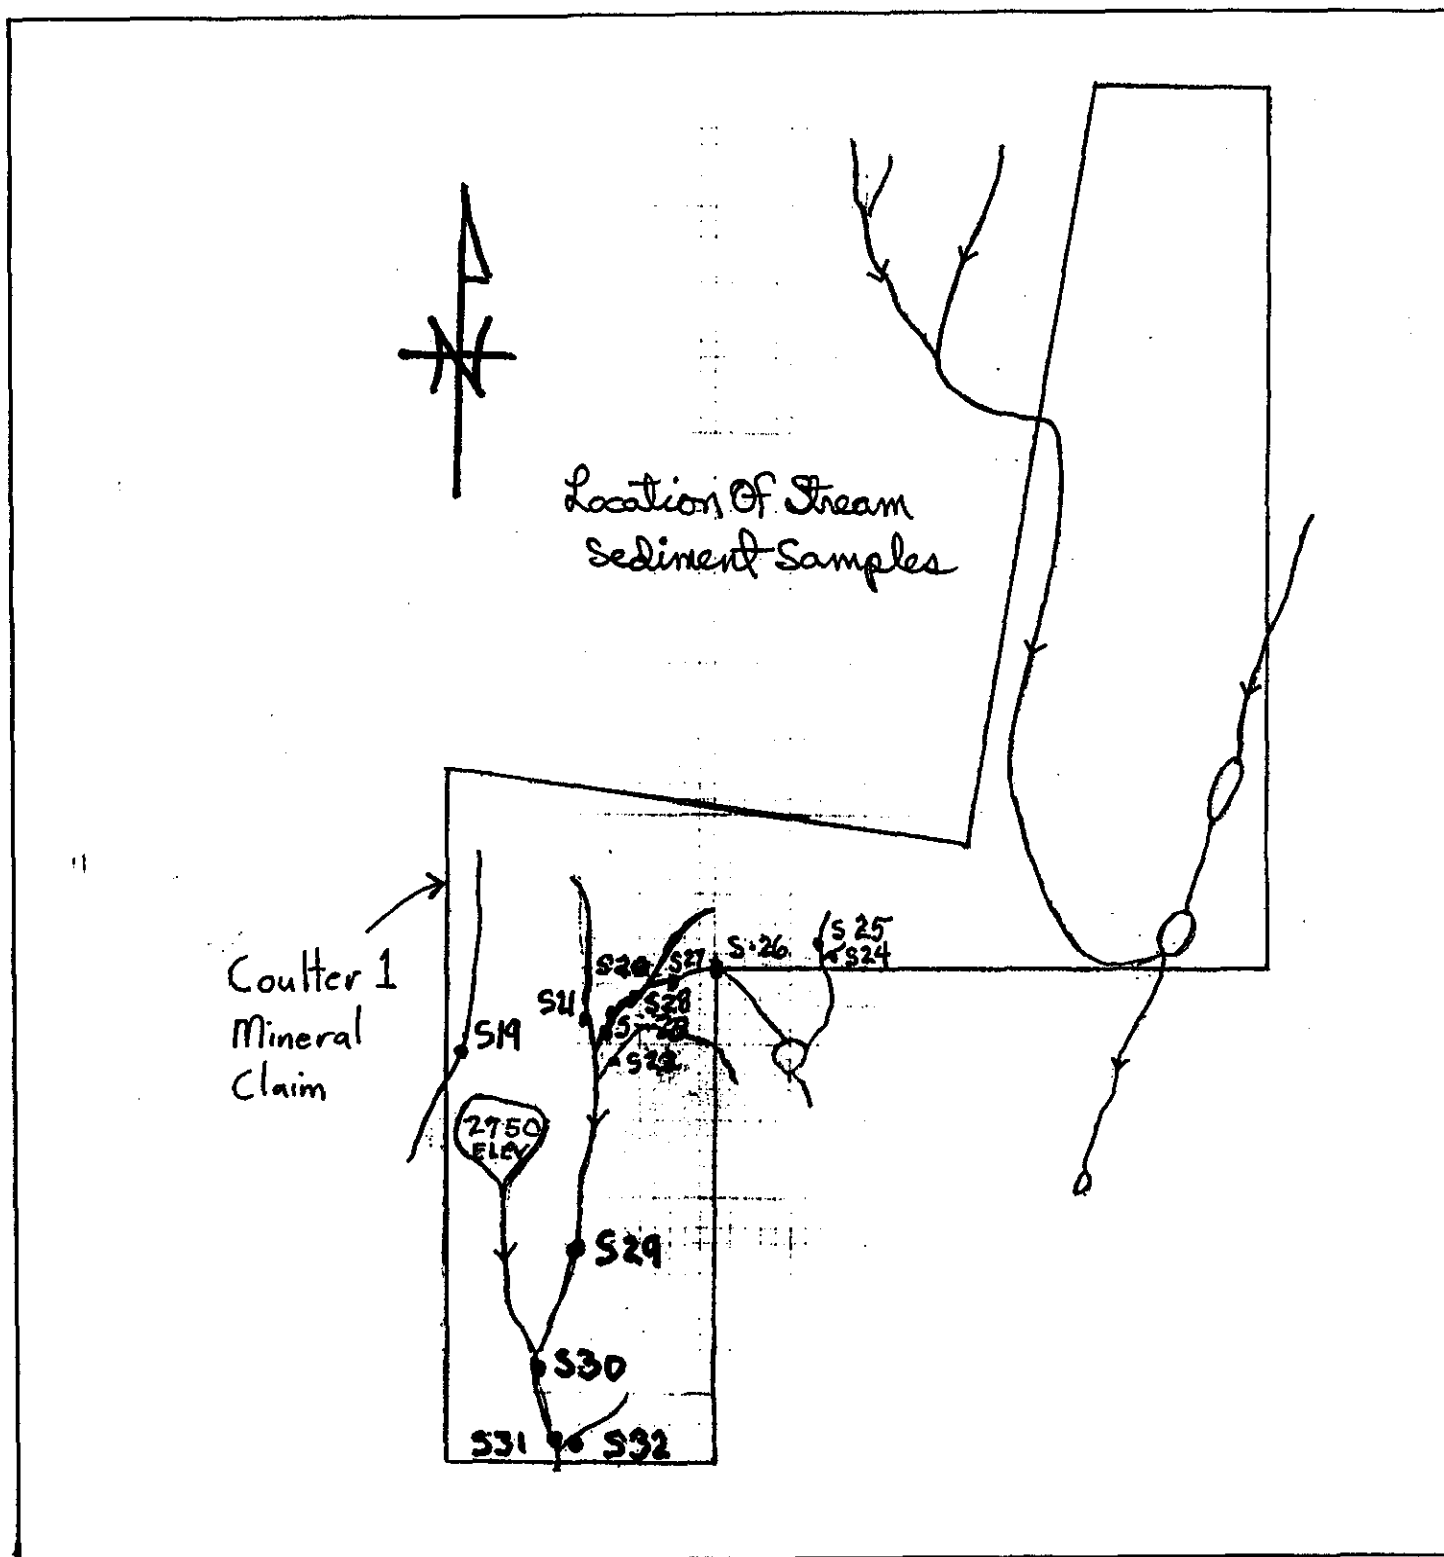 N
Location Of Stream
Sediment Samples
Coulter 1
Mineral
Claim
S 25
S24
S.26
S27
S28
S21
S19
S22
2750
ELEV
S29
S30
S31
S32